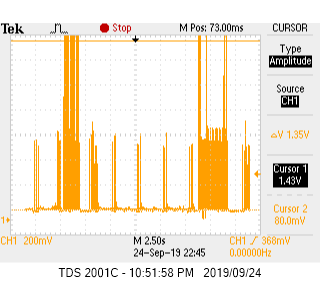 Tek Stop M Pos: 73.00ms CURSOR
Type
Amplitude
Source
CH1
ΔV 1.35V
Cursor 1
1.43V
Cursor 2
80.0mV
1
CH1 200mV M 2.50s CH1 / 368mV
24-Sep-19 22:45 0.00000Hz
TDS 2001C - 10:51:58 PM 2019/09/24